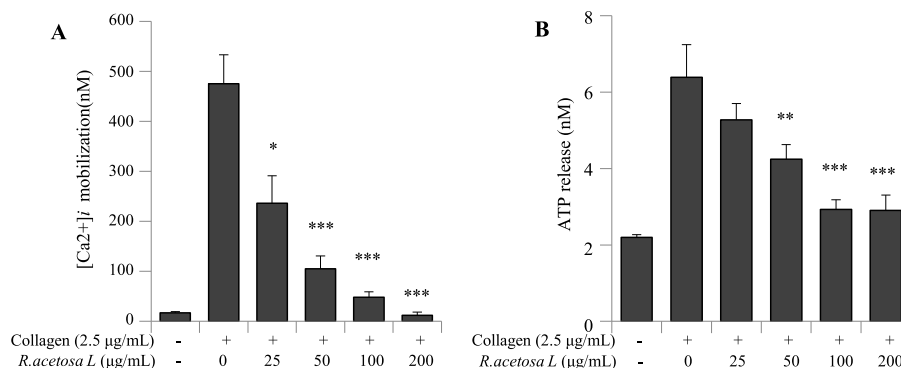 A
[Ca2+]i mobilization(nM)
600
500
400
300
200
100
0
*
***
***
***
Collagen (2.5 µg/mL) - + + + + +
R.acetosa L (µg/mL) - 0 25 50 100 200
B
ATP release (nM)
8
6
4
2
0
**
***
***
Collagen (2.5 µg/mL) - + + + + +
R.acetosa L (µg/mL) - 0 25 50 100 200